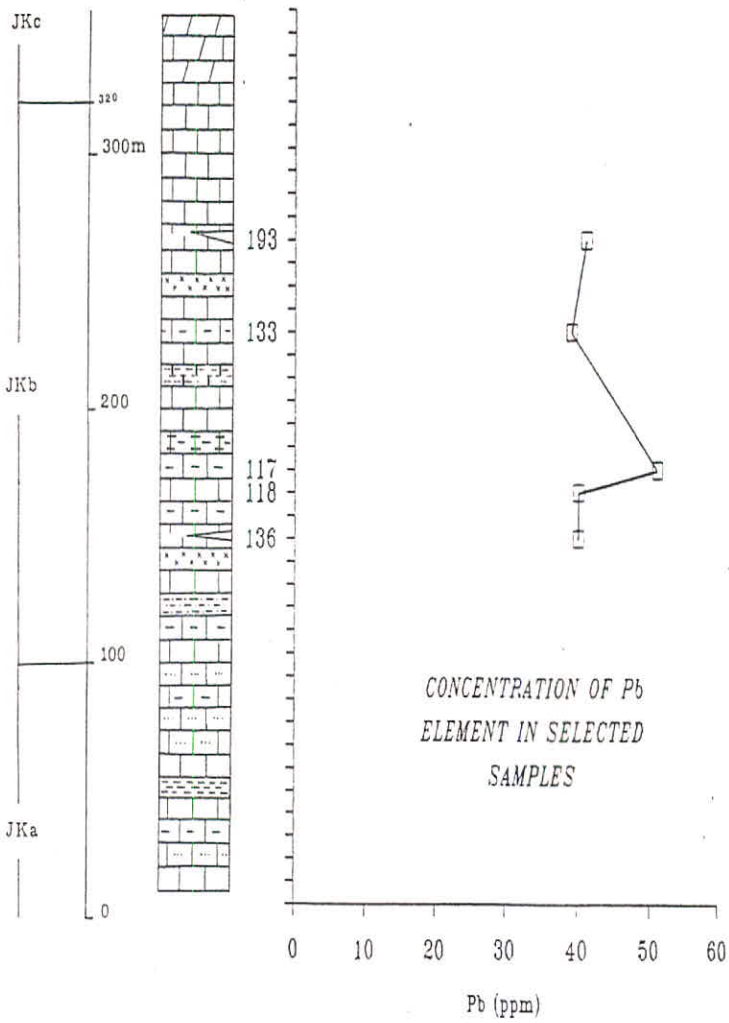 JKc
320
300m
193
133
JKb
200
117
118
136
100
CONCENTRATION OF Pb
ELEMENT IN SELECTED
SAMPLES
JKa
0
0 10 20 30 40 50 60
Pb (ppm)